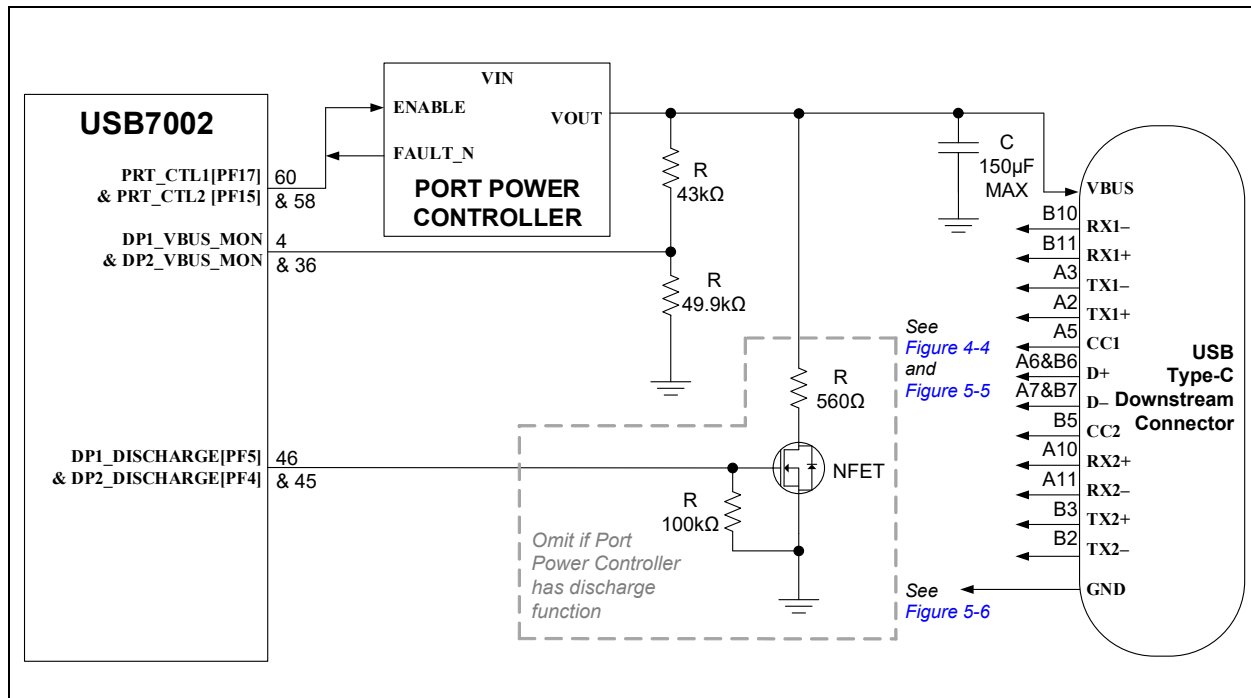 USB7002
PRT_CTL1[PF17]
& PRT_CTL2 [PF15]
60
& 58
DP1_VBUS_MON
& DP2_VBUS_MON
4
& 36
DP1_DISCHARGE[PF5]
& DP2_DISCHARGE[PF4]
46
& 45
VIN
ENABLE
VOUT
FAULT_N
PORT POWER
CONTROLLER
R
43kΩ
R
49.9kΩ
R
560Ω
NFET
R
100kΩ
Omit if Port
Power Controller
has discharge
function
C
150µF
MAX
See
Figure 4-4
and
Figure 5-5
See
Figure 5-6
VBUS
B10
RX1–
B11
RX1+
A3
TX1–
A2
TX1+
A5
CC1
A6&B6
D+
A7&B7
D–
B5
CC2
A10
RX2+
A11
RX2–
B3
TX2+
B2
TX2–
GND
USB
Type-C
Downstream
Connector